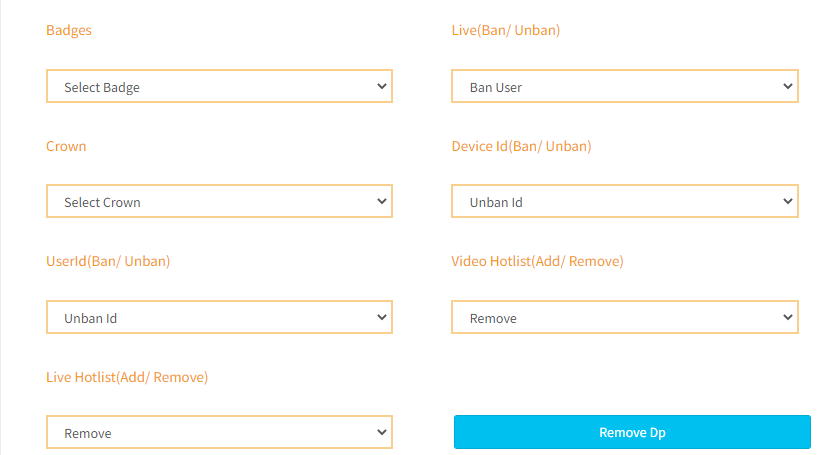 Badges
Live(Ban/ Unban)
Select Badge
Ban User
Crown
Device Id(Ban/ Unban)
Select Crown
Unban Id
UserId(Ban/ Unban)
Video Hotlist(Add/ Remove)
Unban Id
Remove
Live Hotlist(Add/ Remove)
Remove
Remove Dp